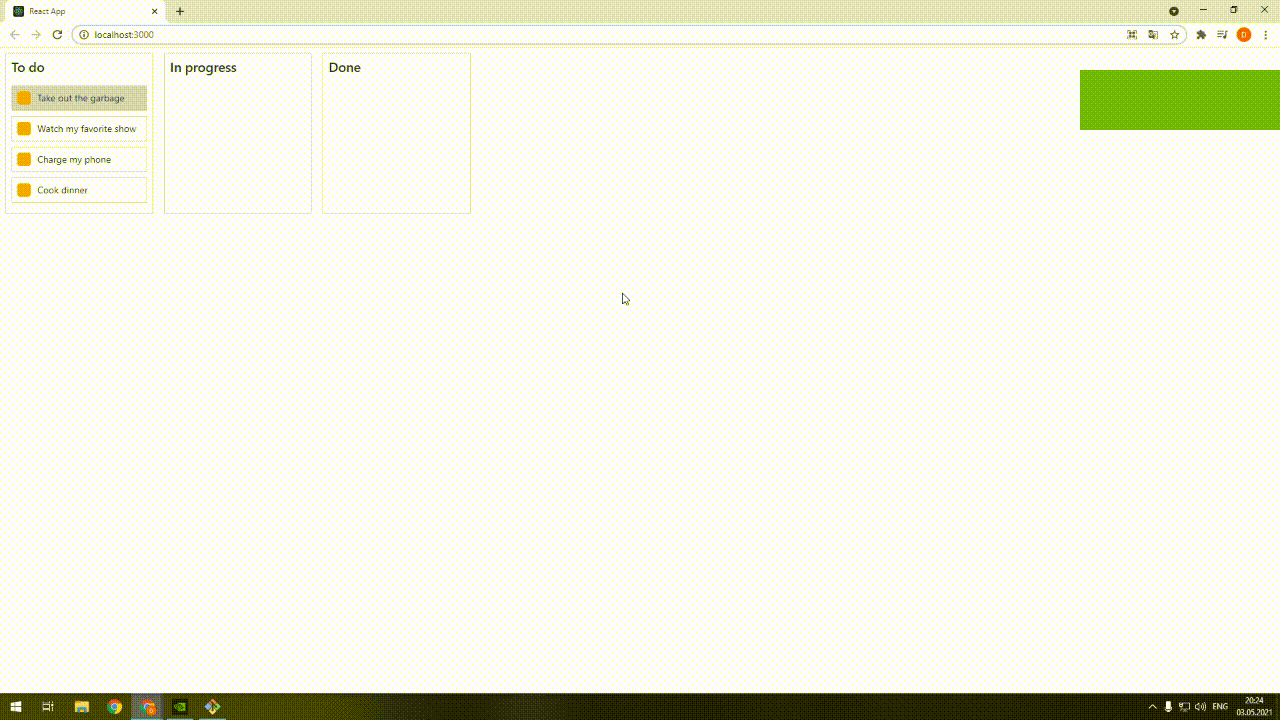 React App
localhost:3000
D
To do
Take out the garbage
Watch my favorite show
Charge my phone
Cook dinner
In progress
Done
ENG
20:24
03.05.2021